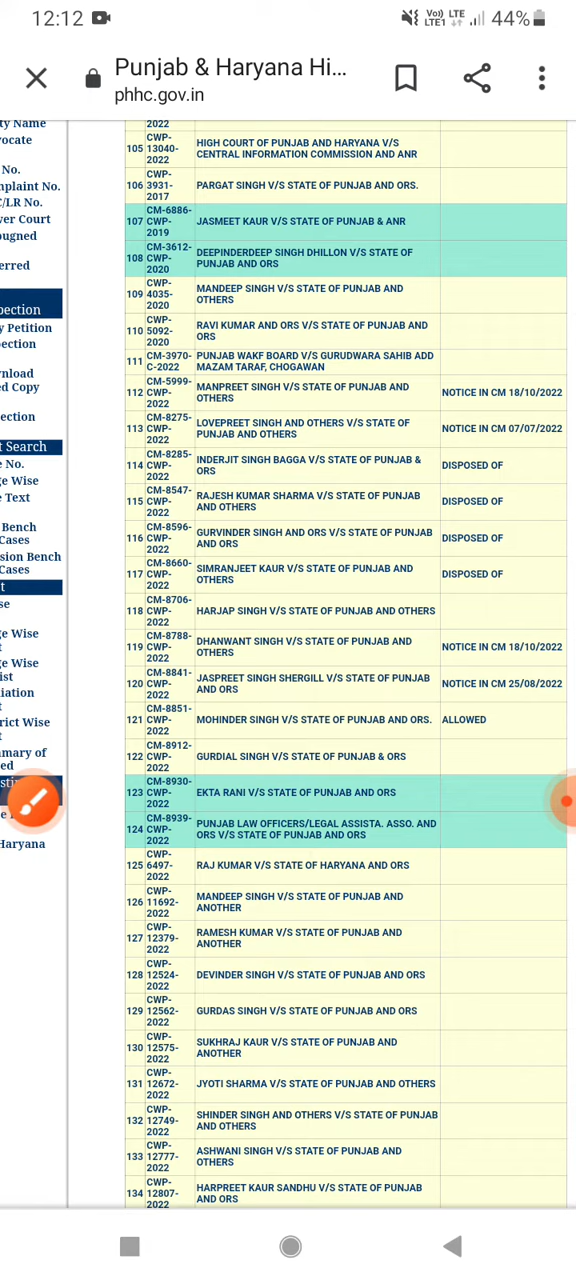 12:12
Vo)) LTE
LTE1
44%
Punjab & Haryana Hi...
phhc.gov.in
ty Name
vocate
No.
nplaint No.
C/LR No.
ver Court
ougned
erred
pection
y Petition
pection
wnload
ed Copy
ection
t Search
e No.
ge Wise
e Text
Bench
Cases
sion Bench
Cases
t
se
ge Wise
t
ge Wise
ist
iation
t
rict Wise
t
nmary of
ed
Haryana
2022
105 CWP-13040-2022 HIGH COURT OF PUNJAB AND HARYANA V/S
CENTRAL INFORMATION COMMISSION AND ANR
106 CWP-3931-2017 PARGAT SINGH V/S STATE OF PUNJAB AND ORS.
107 CM-6886-CWP-2019 JASMEET KAUR V/S STATE OF PUNJAB & ANR
108 CM-3612-CWP-2020 DEEPINDERDEEP SINGH DHILLON V/S STATE OF
PUNJAB AND ORS
109 CWP-4035-2020 MANDEEP SINGH V/S STATE OF PUNJAB AND
OTHERS
110 CWP-5092-2020 RAVI KUMAR AND ORS V/S STATE OF PUNJAB AND
ORS
111 CM-3970-C-2022 PUNJAB WAKF BOARD V/S GURUDWARA SAHIB ADD
MAZAM TARAF, CHOGAWAN
112 CM-5999-CWP-2022 MANPREET SINGH V/S STATE OF PUNJAB AND
OTHERS NOTICE IN CM 18/10/2022
113 CM-8275-CWP-2022 LOVEPREET SINGH AND OTHERS V/S STATE OF
PUNJAB AND OTHERS NOTICE IN CM 07/07/2022
114 CM-8285-CWP-2022 INDERJIT SINGH BAGGA V/S STATE OF PUNJAB &
ORS DISPOSED OF
115 CM-8547-CWP-2022 RAJESH KUMAR SHARMA V/S STATE OF PUNJAB
AND OTHERS DISPOSED OF
116 CM-8596-CWP-2022 GURVINDER SINGH AND ORS V/S STATE OF PUNJAB
AND ORS DISPOSED OF
117 CM-8660-CWP-2022 SIMRANJEET KAUR V/S STATE OF PUNJAB AND
OTHERS DISPOSED OF
118 CM-8706-CWP-2022 HARJAP SINGH V/S STATE OF PUNJAB AND OTHERS
119 CM-8788-CWP-2022 DHANWANT SINGH V/S STATE OF PUNJAB AND
OTHERS NOTICE IN CM 18/10/2022
120 CM-8841-CWP-2022 JASPREET SINGH SHERGILL V/S STATE OF PUNJAB
AND ORS NOTICE IN CM 25/08/2022
121 CM-8851-CWP-2022 MOHINDER SINGH V/S STATE OF PUNJAB AND ORS. ALLOWED
122 CM-8912-CWP-2022 GURDIAL SINGH V/S STATE OF PUNJAB & ORS
123 CM-8930-CWP-2022 EKTA RANI V/S STATE OF PUNJAB AND ORS
124 CM-8939-CWP-2022 PUNJAB LAW OFFICERS/LEGAL ASSISTA. ASSO. AND
ORS V/S STATE OF PUNJAB AND ORS
125 CWP-6497-2022 RAJ KUMAR V/S STATE OF HARYANA AND ORS
126 CWP-11692-2022 MANDEEP SINGH V/S STATE OF PUNJAB AND
ANOTHER
127 CWP-12379-2022 RAMESH KUMAR V/S STATE OF PUNJAB AND
ANOTHER
128 CWP-12524-2022 DEVINDER SINGH V/S STATE OF PUNJAB AND ORS
129 CWP-12562-2022 GURDAS SINGH V/S STATE OF PUNJAB AND ORS
130 CWP-12575-2022 SUKHRAJ KAUR V/S STATE OF PUNJAB AND
ANOTHER
131 CWP-12672-2022 JYOTI SHARMA V/S STATE OF PUNJAB AND OTHERS
132 CWP-12749-2022 SHINDER SINGH AND OTHERS V/S STATE OF PUNJAB
AND ORS
133 CWP-12777-2022 ASHWANI SINGH V/S STATE OF PUNJAB AND
OTHERS
134 CWP-12807-2022 HARPREET KAUR SANDHU V/S STATE OF PUNJAB
AND ORS